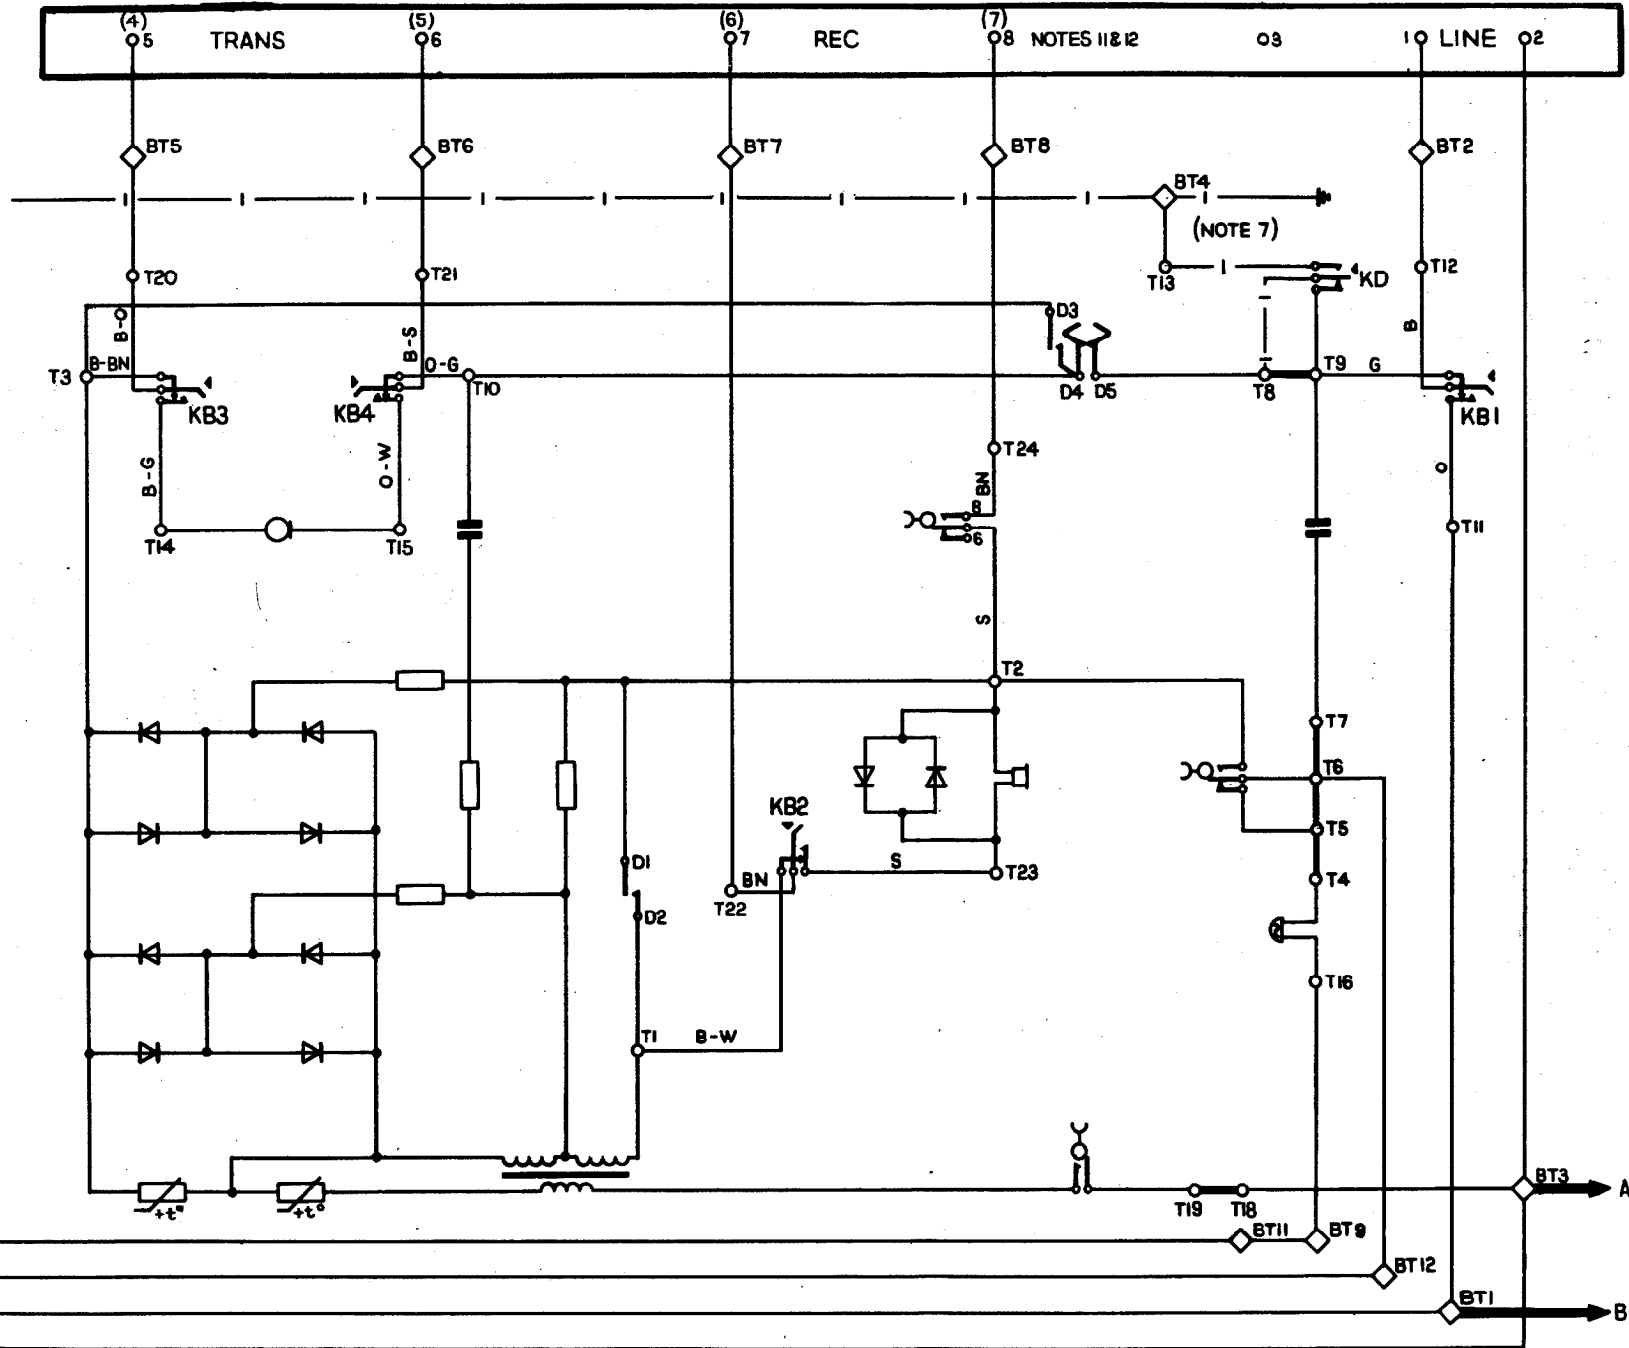 (4) (5) (6) (7)
5 TRANS 6 7 REC 8 NOTES 11&12 3 1 LINE 2
BT5 BT6 BT7 BT8 BT2
BT4
(NOTE 7)
T20 T21 T13 KD T12
B-O B-S D3 B
T3 B-BN O-G T10 D4 D5 T8 T9 G
KB3 KB4 KB1
B-G O-W T24 O
BN
8
6
T14 T15 T11
S
T2
T7
T6
KB2
T5
D1 S T23 T4
BN
T22
D2
T16
T1 B-W
+t° +t° T19 T18 BT3 A
BT11 BT9
BT12
BT1 B